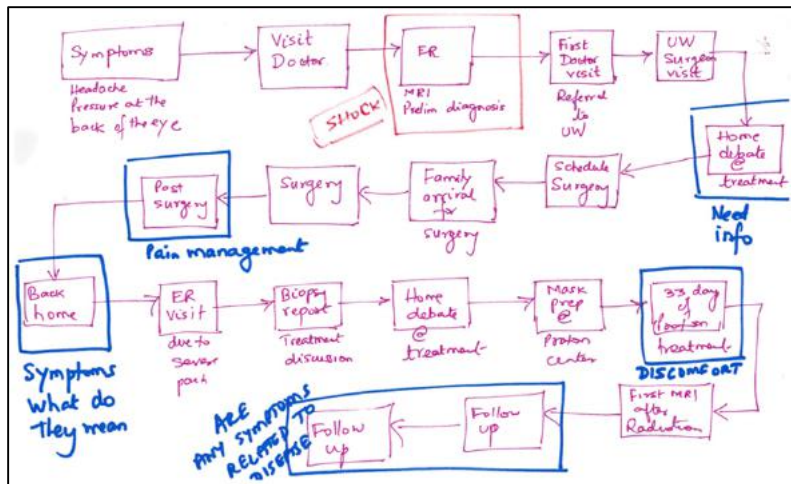 Symptoms
Headache
Pressure at the
back of the eye
Visit
Doctor
ER
MRI
Prelim diagnosis
SHOCK
First
Doctor
visit
Referral
to
UW
UW
Surgeon
visit
Home
debate
@
treatment
Need
info
Schedule
Surgery
Family
arrival
for
surgery
Surgery
Post
surgery
Pain management
Back
home
Symptoms
What do
They mean
ER
Visit
due to
sever
Biopsy
report
Treatment
discussion
Home
debate
@
treatment
Mask
prep
@
Proton
center
33 day
of
Proton
treatment
DISCOMFORT
First MRI
after
Radiation
Follow
up
Follow
up
ARE
ANY SYMPTOMS
RELATED TO
DISEASE